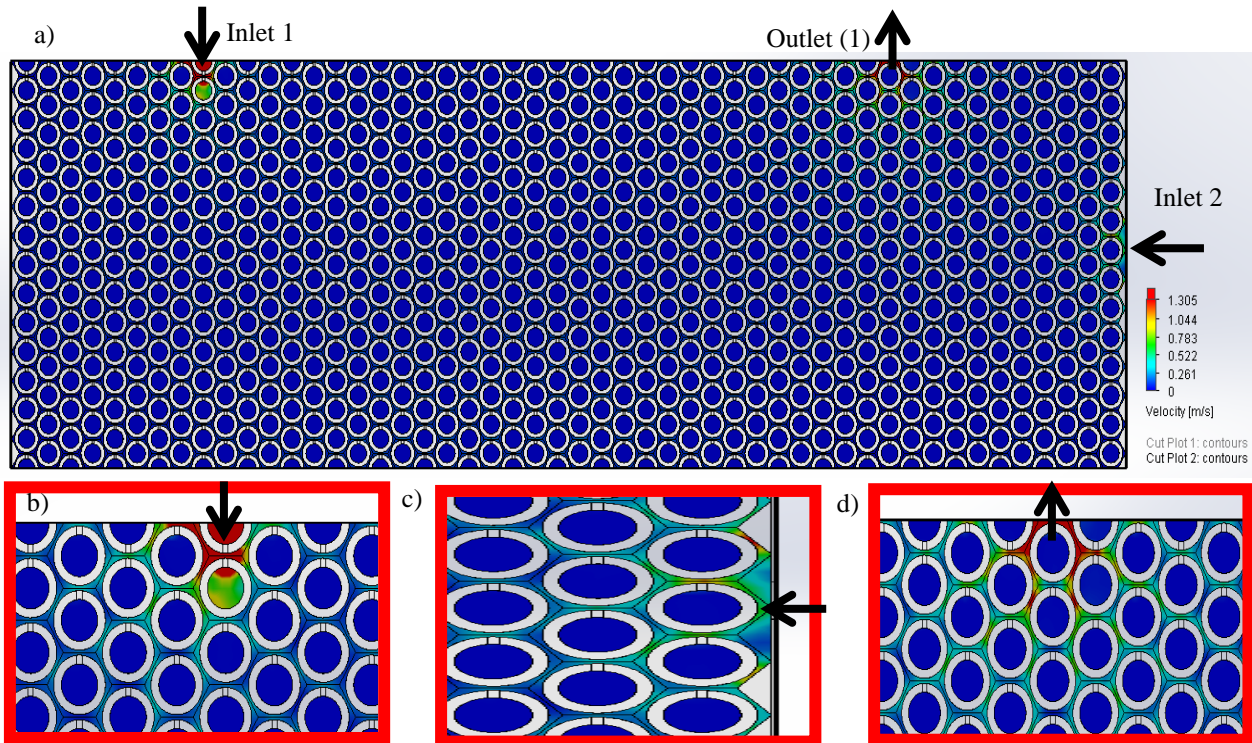 a)
Inlet 1
Outlet (1)
Inlet 2
1.305
1.044
0.783
0.522
0.261
0
Velocity [m/s]
Cut Plot 1: contours
Cut Plot 2: contours
b)
c)
d)